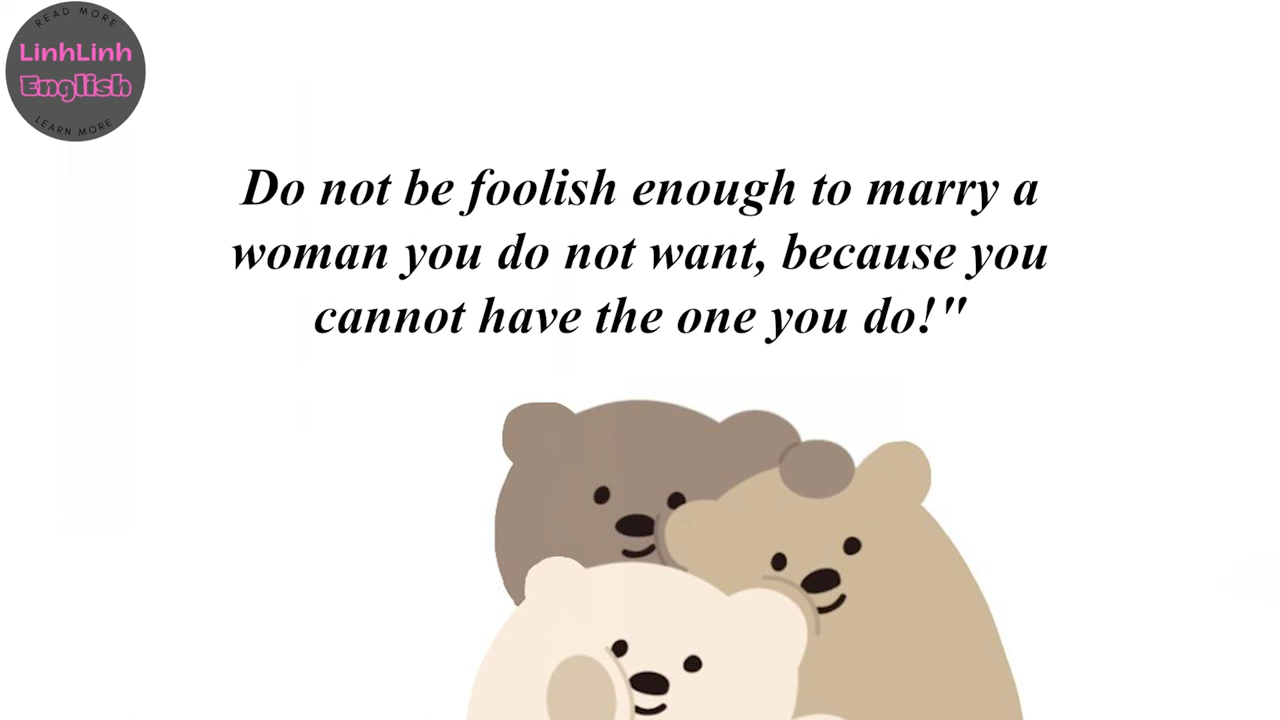 READ MORE
LinhLinh
English
LEARN MORE
Do not be foolish enough to marry a
woman you do not want, because you
cannot have the one you do!"